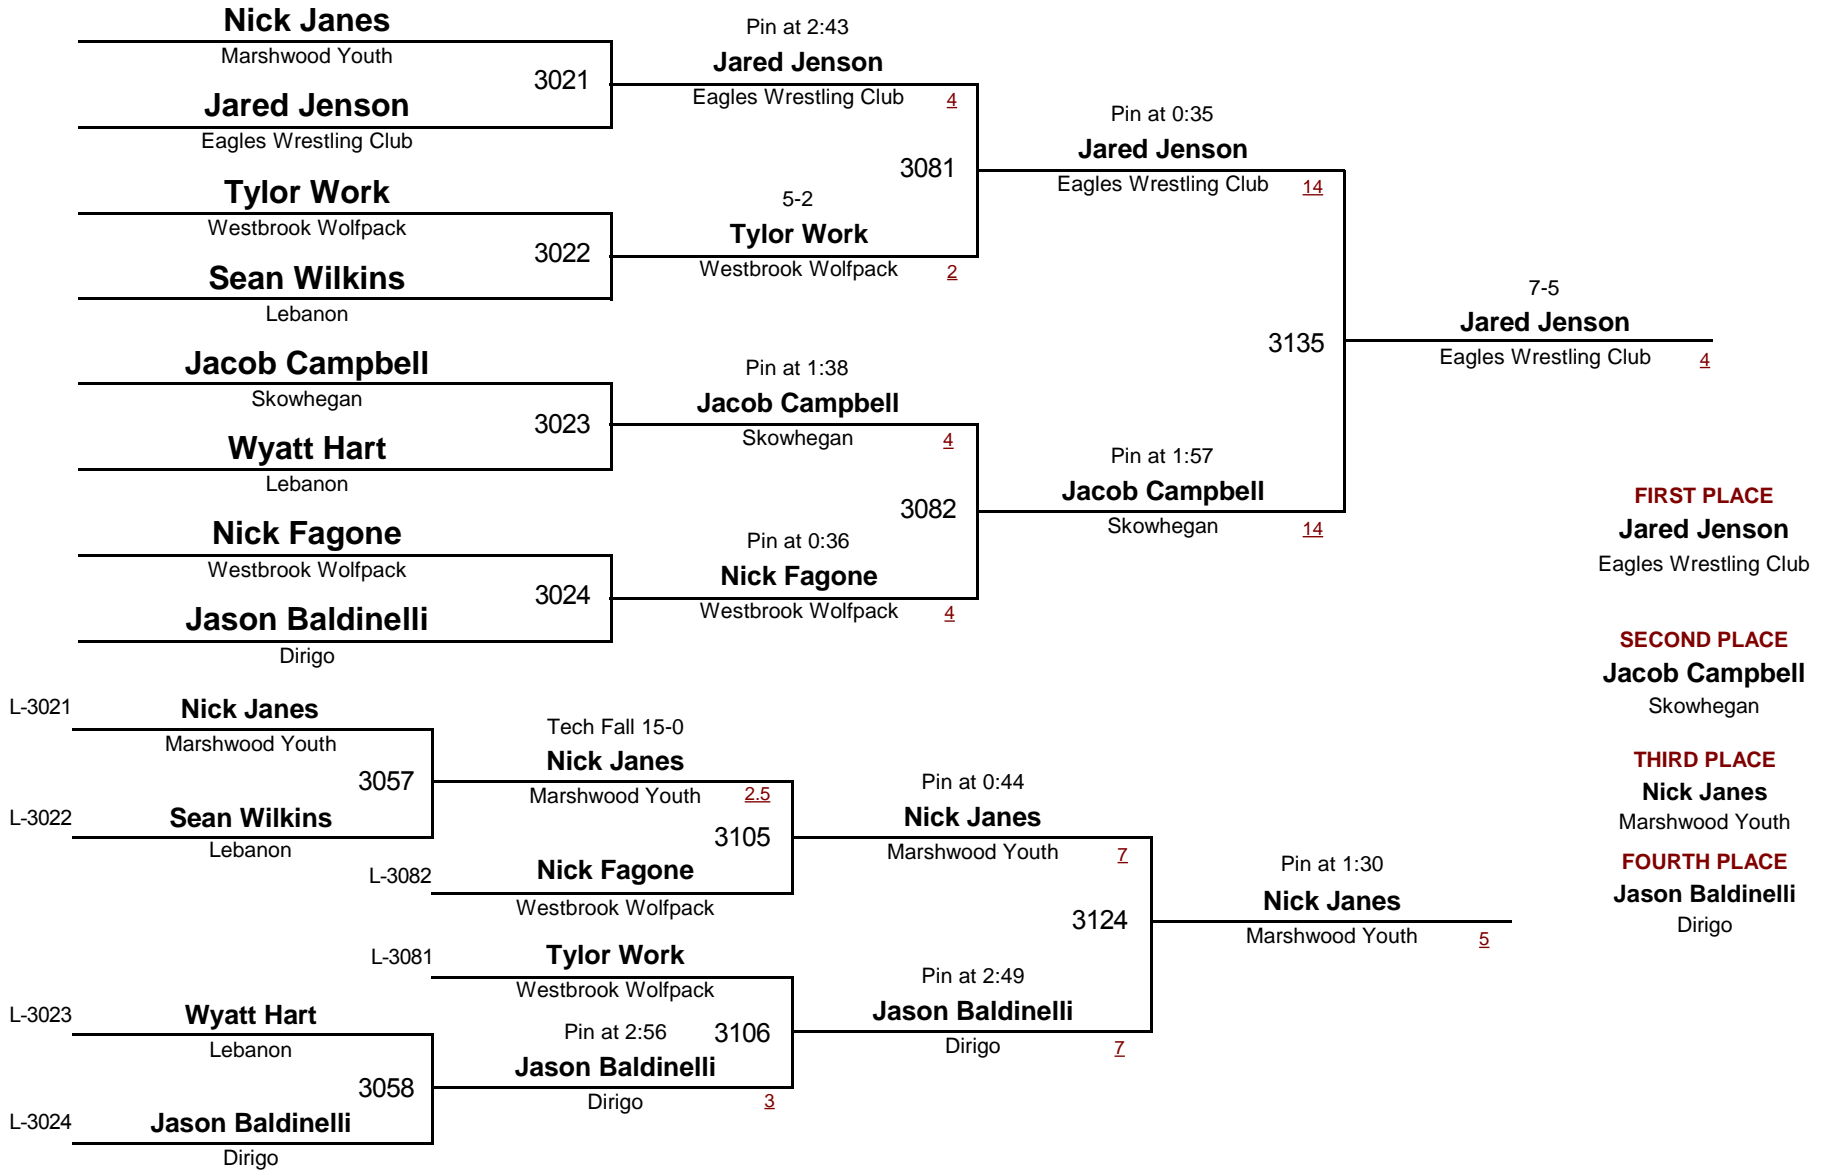 Nick Janes
Marshwood Youth
3021
Jared Jenson
Eagles Wrestling Club
Pin at 2:43
Jared Jenson
Eagles Wrestling Club 4
Tylor Work
Westbrook Wolfpack
3022
Sean Wilkins
Lebanon
5-2
Tylor Work
Westbrook Wolfpack 2
3081
Pin at 0:35
Jared Jenson
Eagles Wrestling Club 14
Jacob Campbell
Skowhegan
3023
Wyatt Hart
Lebanon
Pin at 1:38
Jacob Campbell
Skowhegan 4
Nick Fagone
Westbrook Wolfpack
3024
Jason Baldinelli
Dirigo
Pin at 0:36
Nick Fagone
Westbrook Wolfpack 4
3082
Pin at 1:57
Jacob Campbell
Skowhegan 14
3135
7-5
Jared Jenson
Eagles Wrestling Club 4
FIRST PLACE
Jared Jenson
Eagles Wrestling Club
SECOND PLACE
Jacob Campbell
Skowhegan
THIRD PLACE
Nick Janes
Marshwood Youth
FOURTH PLACE
Jason Baldinelli
Dirigo
L-3021 Nick Janes
Marshwood Youth
3057
L-3022 Sean Wilkins
Lebanon
Tech Fall 15-0
Nick Janes
Marshwood Youth 2.5
3105
L-3082 Nick Fagone
Westbrook Wolfpack
Pin at 0:44
Nick Janes
Marshwood Youth 7
L-3081 Tylor Work
Westbrook Wolfpack
3106
L-3023 Wyatt Hart
Lebanon
3058
L-3024 Jason Baldinelli
Dirigo
Pin at 2:56
Jason Baldinelli
Dirigo 3
Pin at 2:49
Jason Baldinelli
Dirigo 7
3124
Pin at 1:30
Nick Janes
Marshwood Youth 5